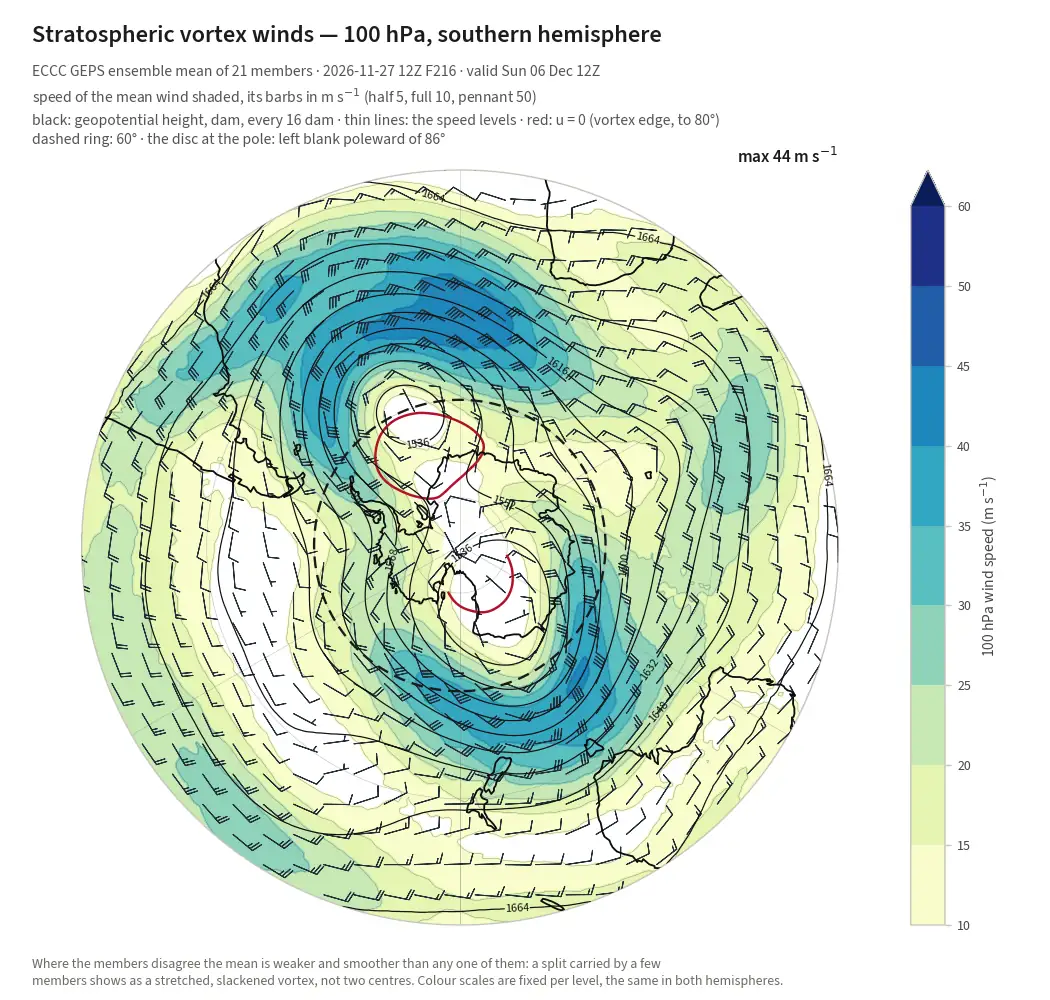 Stratospheric vortex winds — 100 hPa, southern hemisphere
ECCC GEPS ensemble mean of 21 members · 2026-11-27 12Z F216 · valid Sun 06 Dec 12Z
speed of the mean wind shaded, its barbs in m s⁻¹ (half 5, full 10, pennant 50)
black: geopotential height, dam, every 16 dam · thin lines: the speed levels · red: u = 0 (vortex edge, to 80°)
dashed ring: 60° · the disc at the pole: left blank poleward of 86°
max 44 m s⁻¹
1664
1664
1664
1616
1536
1664
1552
1536
1568
1600
1632
1648
1664
60
50
45
40
35
30
25
20
15
10
100 hPa wind speed (m s⁻¹)
Where the members disagree the mean is weaker and smoother than any one of them: a split carried by a few
members shows as a stretched, slackened vortex, not two centres. Colour scales are fixed per level, the same in both hemispheres.